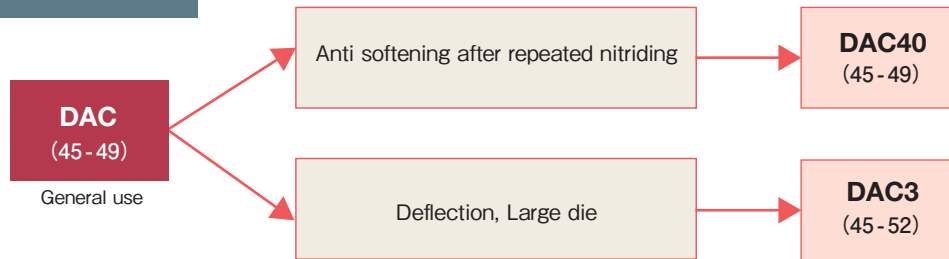 DAC
(45-49)
General use
Anti softening after repeated nitriding
DAC40
(45-49)
Deflection, Large die
DAC3
(45-52)